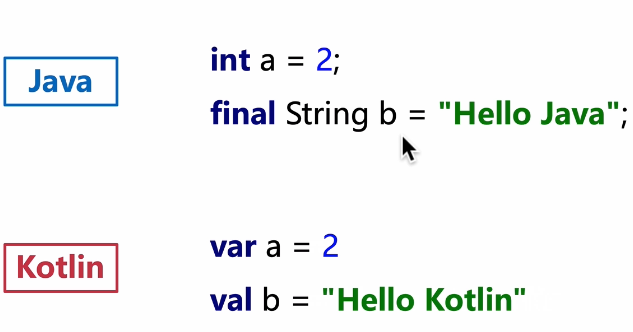 Java
int a = 2;
final String b = "Hello Java";
Kotlin
var a = 2
val b = "Hello Kotlin"